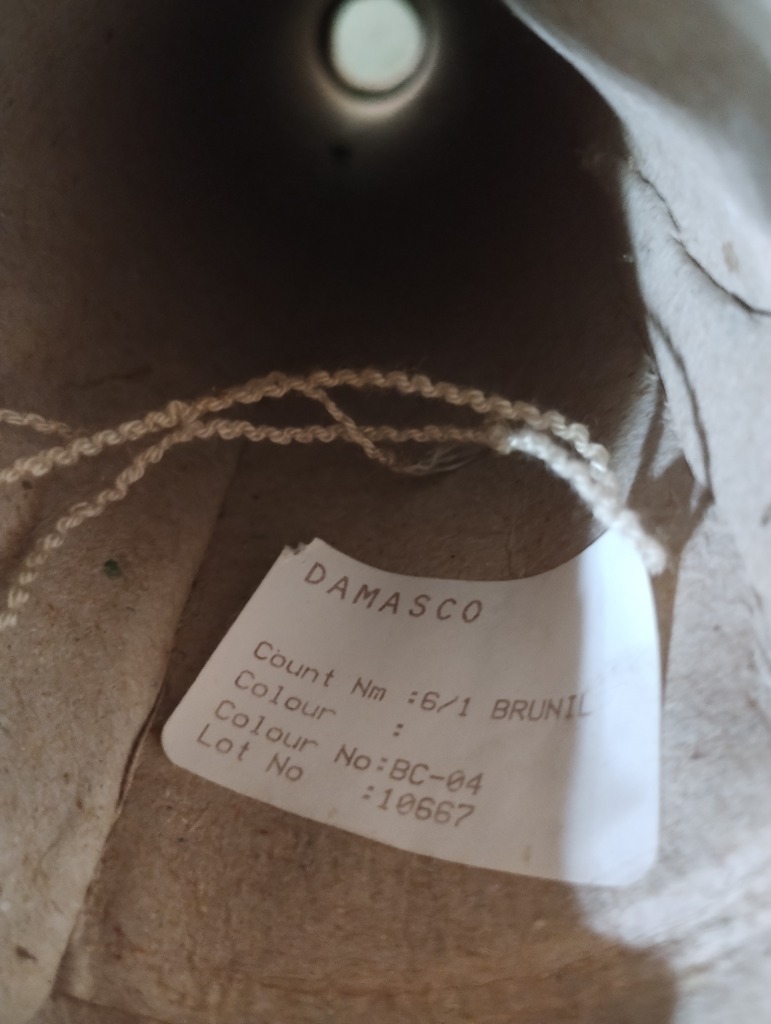 DAMASCO
Count Nm :6/1 BRUNIL
Colour :
Colour No:BC-04
Lot No :10667